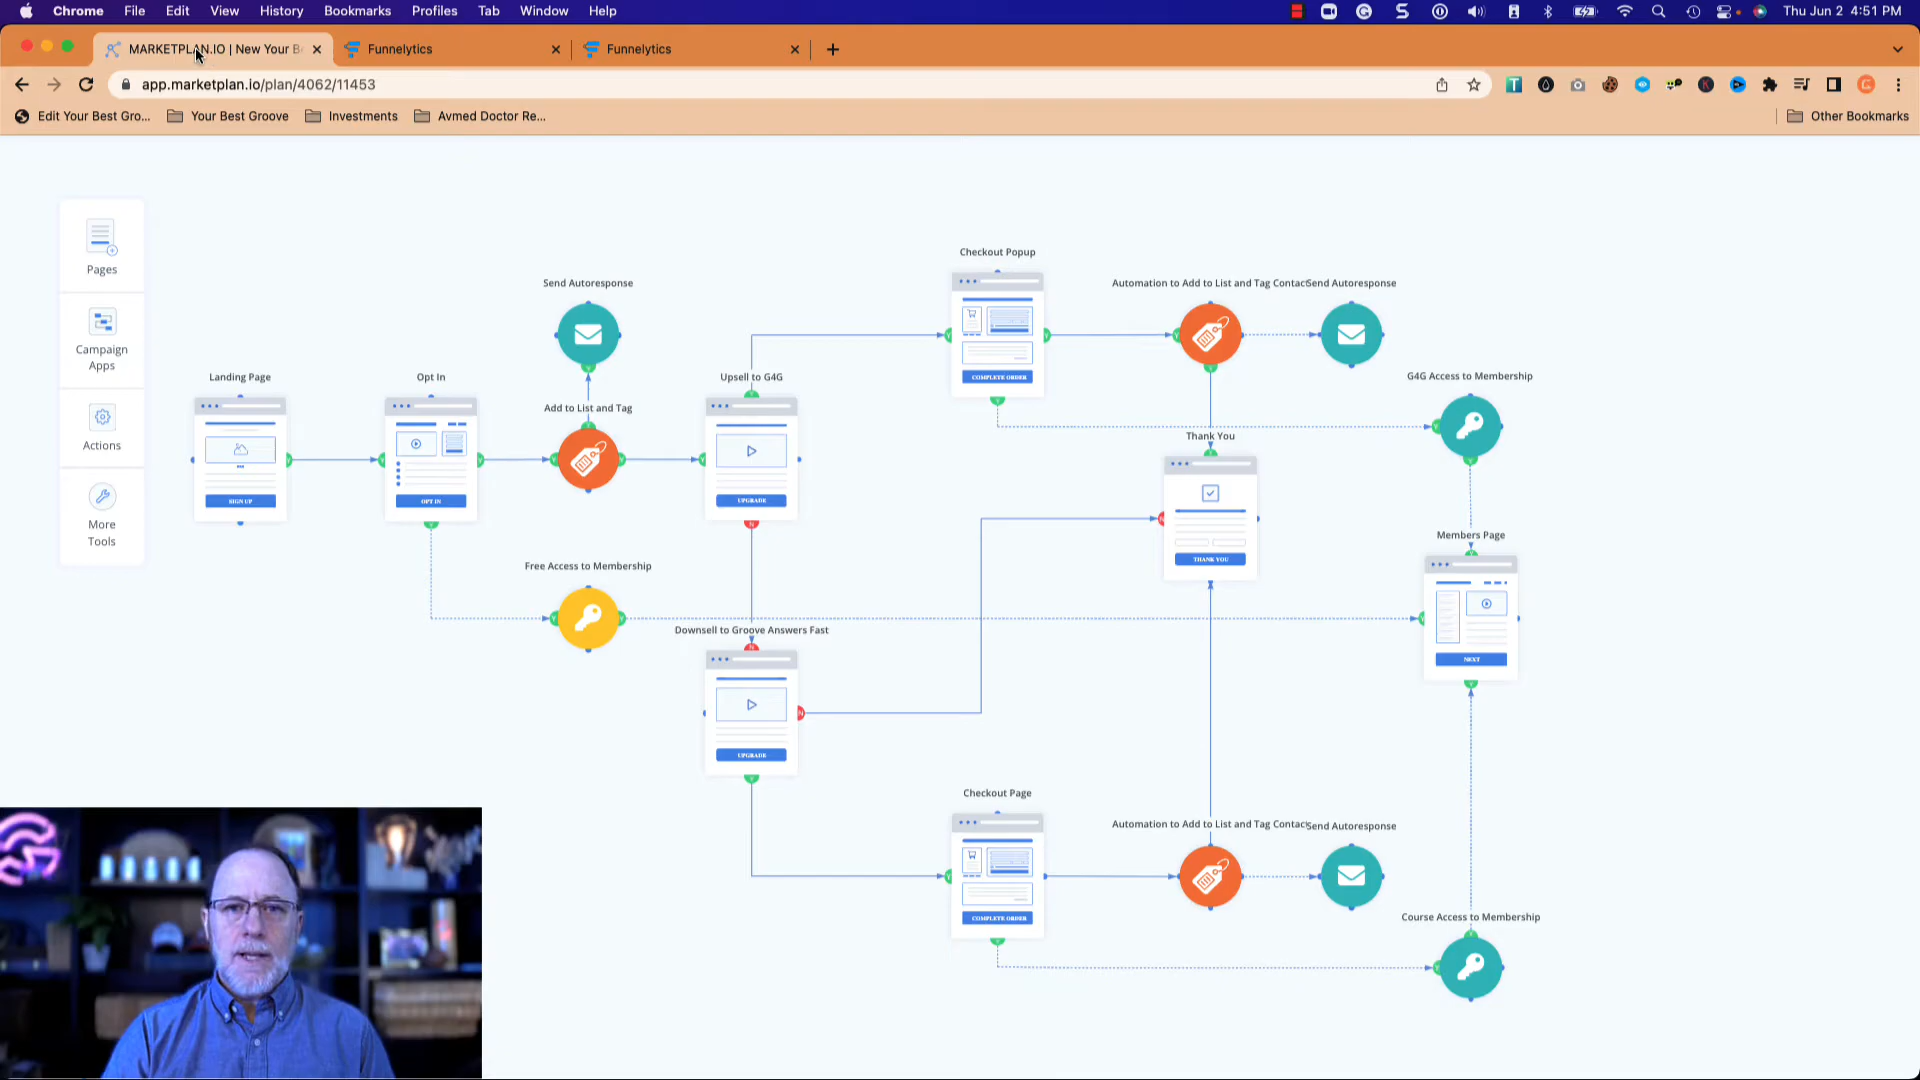 Chrome File Edit View History Bookmarks Profiles Tab Window Help
Thu Jun 2 4:51 PM
MARKETPLAN.IO | New Your B
Funnelytics
Funnelytics
app.marketplan.io/plan/4062/11453
Edit Your Best Gro...
Your Best Groove
Investments
Avmed Doctor Re...
Other Bookmarks
Pages
Campaign
Apps
Actions
More
Tools
Checkout Popup
Send Autoresponse
Automation to Add to List and Tag Contac
Send Autoresponse
COMPLETE ORDER
Landing Page
Opt In
Upsell to G4G
G4G Access to Membership
Add to List and Tag
Thank You
SIGN UP
OPT IN
UPGRADE
THANK YOU
Members Page
Free Access to Membership
Downsell to Groove Answers Fast
NEXT
UPGRADE
Checkout Page
Automation to Add to List and Tag Contac
Send Autoresponse
COMPLETE ORDER
Course Access to Membership